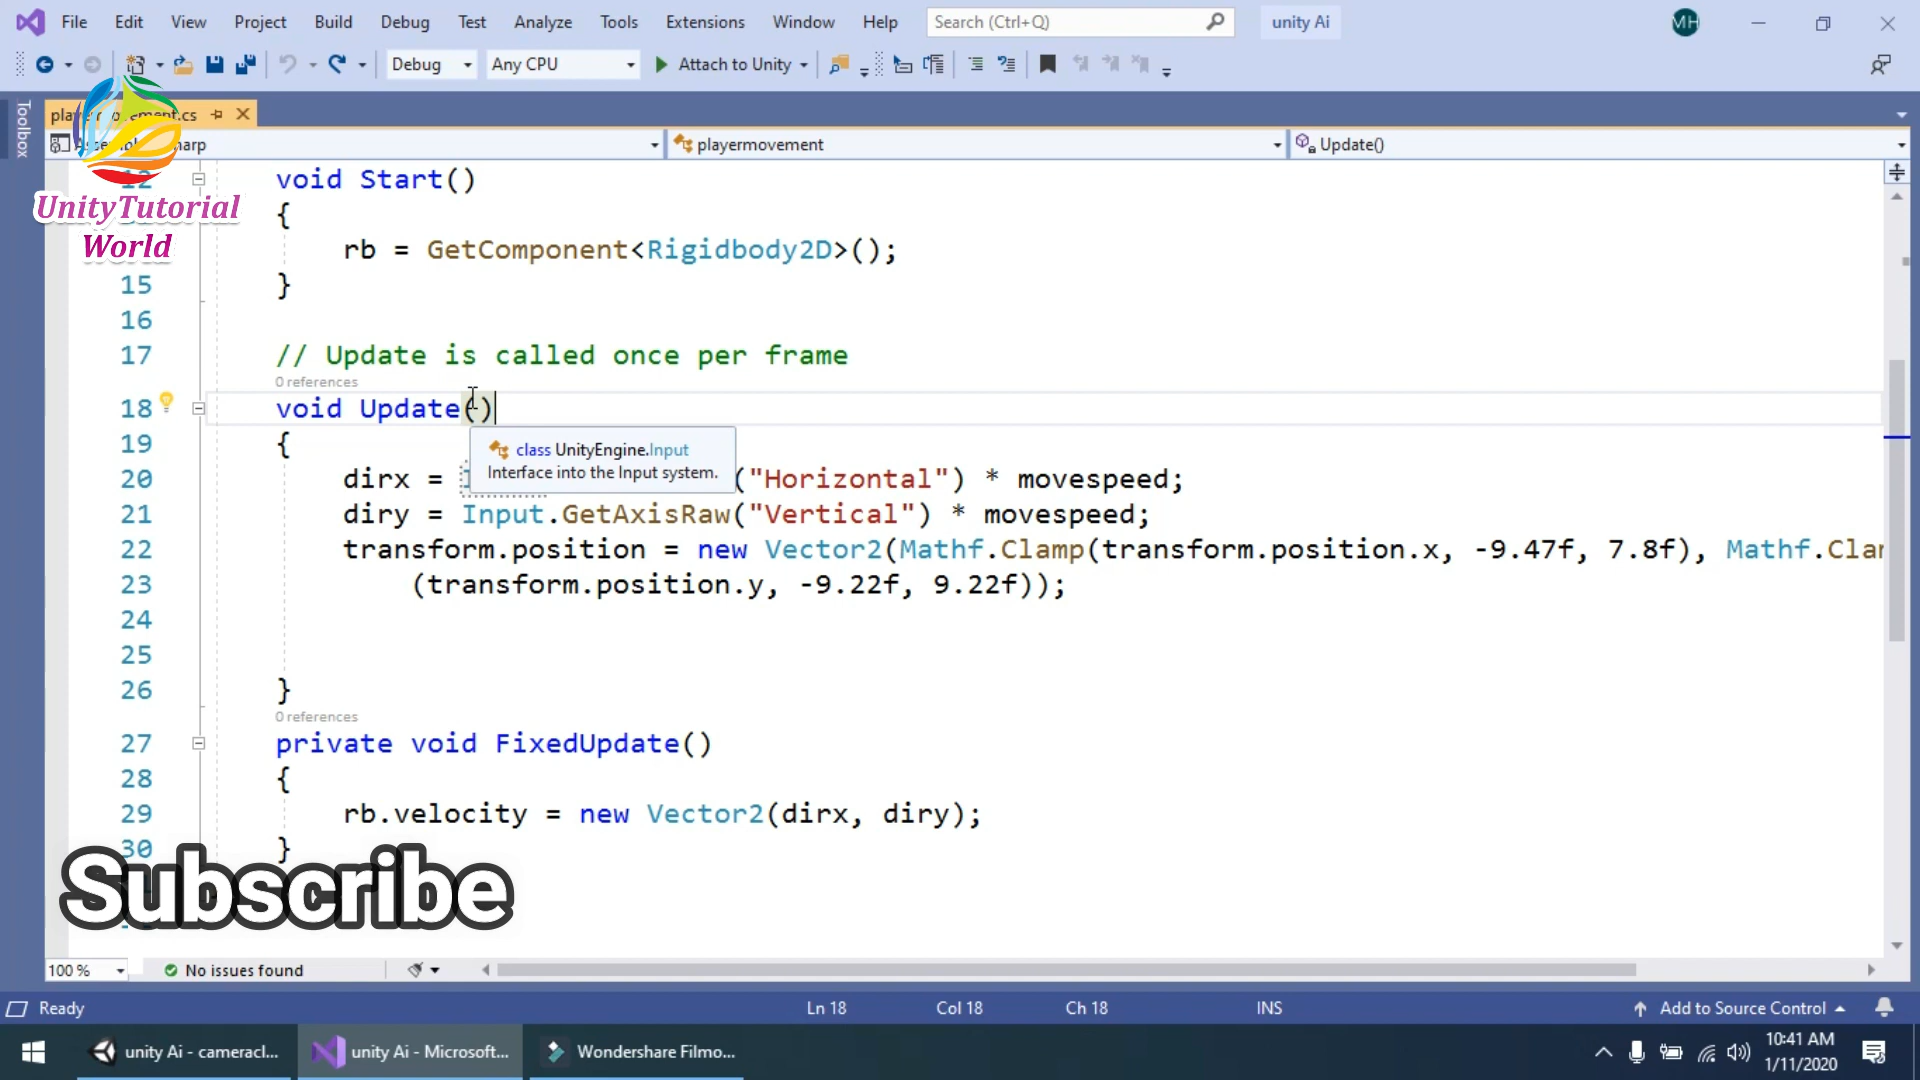 File Edit View Project Build Debug Test Analyze Tools Extensions Window Help Search (Ctrl+Q) unity Ai MH
Debug Any CPU Attach to Unity
Toolbox
playermovement.cs
playermovement Update()
UnityTutorial
World
12 void Start()
{
rb = GetComponent<Rigidbody2D>();
15 }
16
17 // Update is called once per frame
0 references
18 void Update()
19 {
class UnityEngine.Input
Interface into the Input system.
20 dirx = ("Horizontal") * movespeed;
21 diry = Input.GetAxisRaw("Vertical") * movespeed;
22 transform.position = new Vector2(Mathf.Clamp(transform.position.x, -9.47f, 7.8f), Mathf.Clam
23 (transform.position.y, -9.22f, 9.22f));
24
25
26 }
0 references
27 private void FixedUpdate()
28 {
29 rb.velocity = new Vector2(dirx, diry);
30 }
Subscribe
100 % No issues found
Ready Ln 18 Col 18 Ch 18 INS Add to Source Control
unity Ai - cameracl... unity Ai - Microsoft... Wondershare Filmo... 10:41 AM
1/11/2020